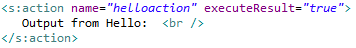 <s:action name="helloaction" executeResult="true">
Output from Hello: <br />
</s:action>